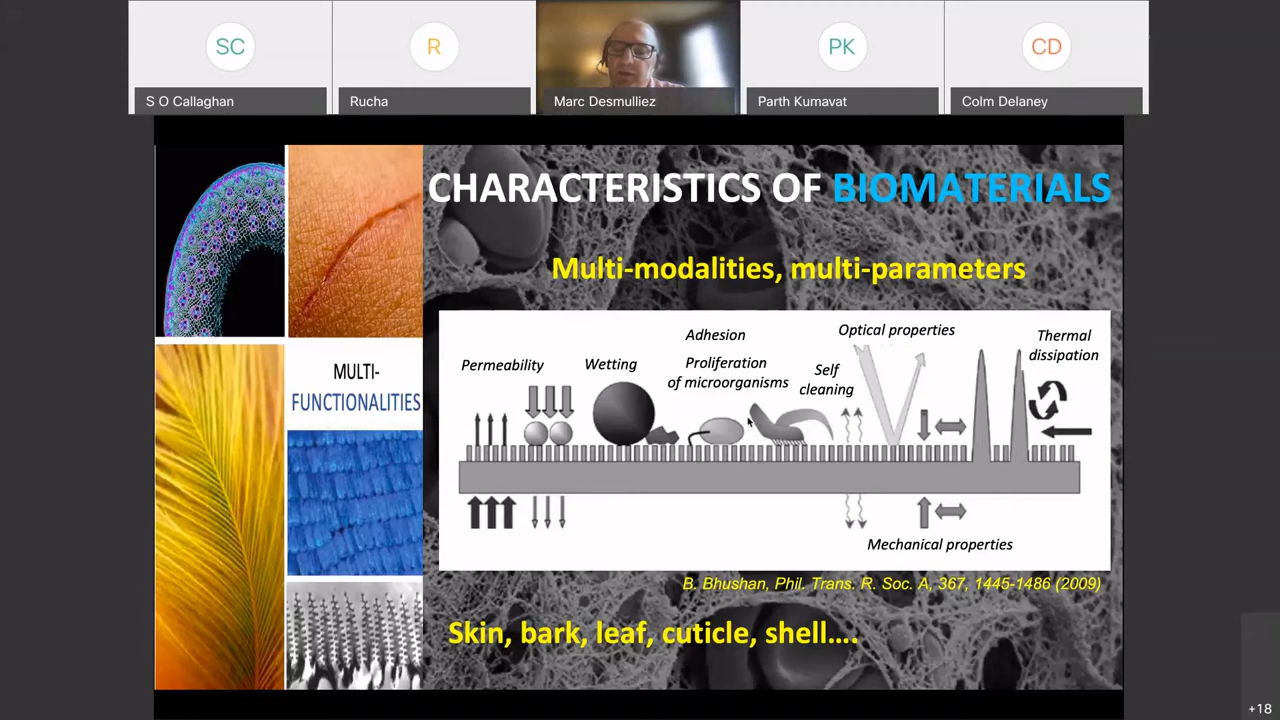 SC
R
PK
CD
S O Callaghan
Rucha
Marc Desmulliez
Parth Kumavat
Colm Delaney
CHARACTERISTICS OF BIOMATERIALS
Multi-modalities, multi-parameters
MULTI-
FUNCTIONALITIES
Permeability
Wetting
Adhesion
Proliferation
of microorganisms
Self
cleaning
Optical properties
Thermal
dissipation
Mechanical properties
B. Bhushan, Phil. Trans. R. Soc. A, 367, 1445-1486 (2009)
Skin, bark, leaf, cuticle, shell....
+18